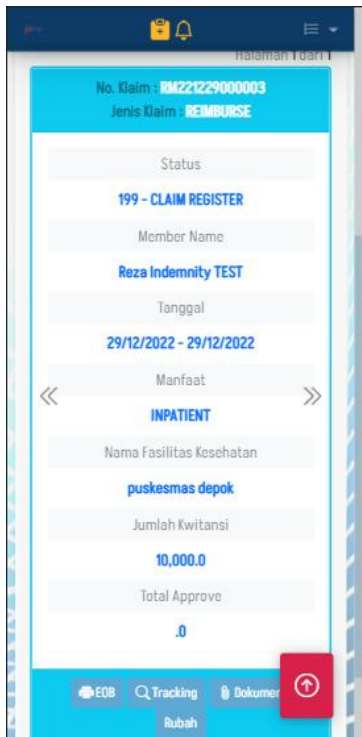 Halaman 1 dari 1
No. Klaim : RM221229000003
Jenis Klaim : REIMBURSE
Status
199 - CLAIM REGISTER
Member Name
Reza Indemnity TEST
Tanggal
29/12/2022 - 29/12/2022
Manfaat
INPATIENT
Nama Fasilitas Kesehatan
puskesmas depok
Jumlah Kwitansi
10,000.0
Total Approve
.0
EOB Tracking Dokumen
Rubah